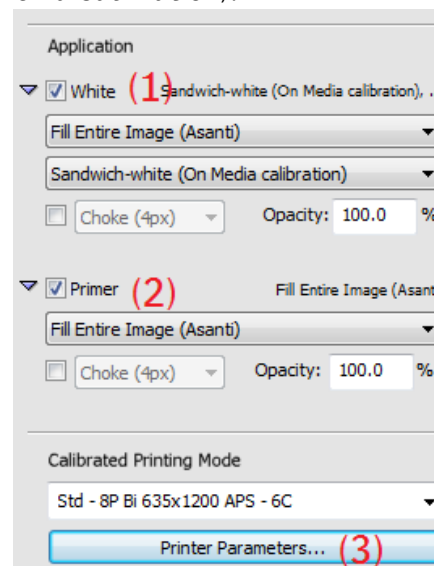 Application
White (1) Sandwich-white (On Media calibration), .
Fill Entire Image (Asanti)
Sandwich-white (On Media calibration)
Choke (4px) Opacity: 100.0 %
Primer (2) Fill Entire Image (Asant
Fill Entire Image (Asanti)
Choke (4px) Opacity: 100.0 %
Calibrated Printing Mode
Std - 8P Bi 635x1200 APS - 6C
Printer Parameters... (3)